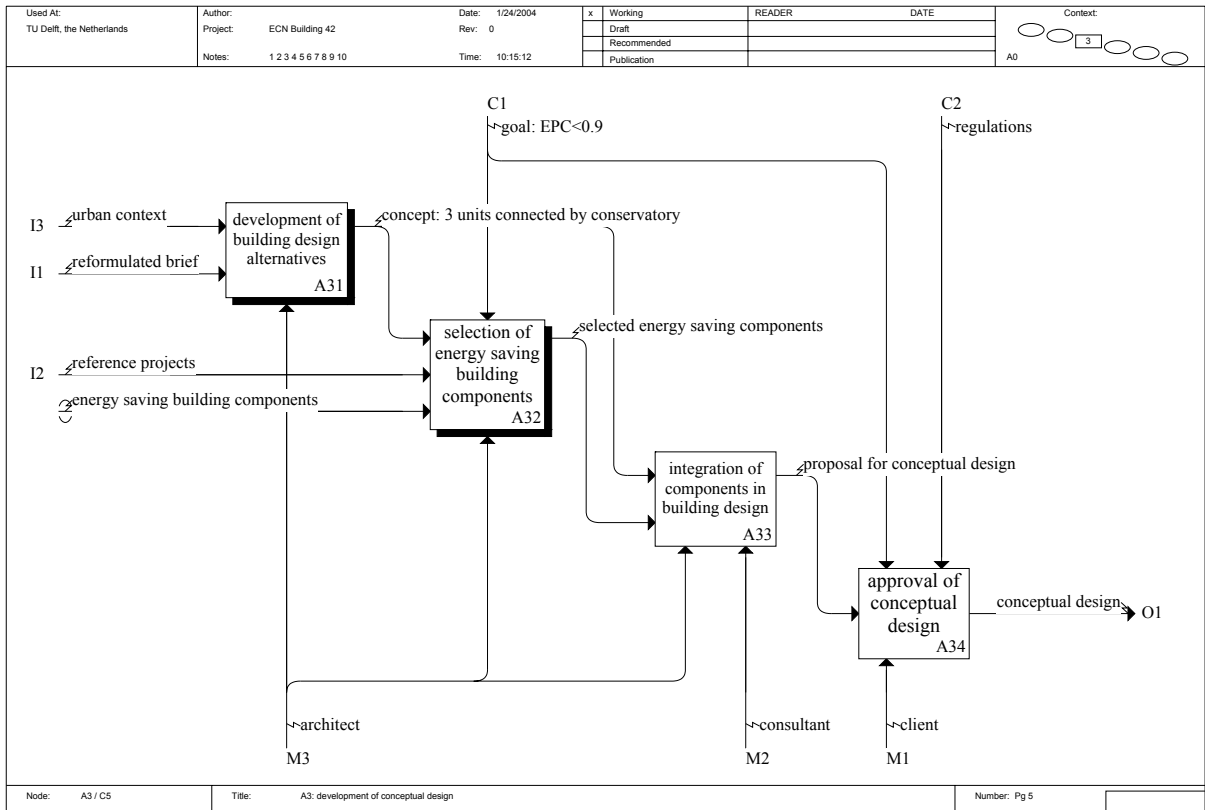 Used At:
TU Delft, the Netherlands
Author:
Project: ECN Building 42
Notes: 1 2 3 4 5 6 7 8 9 10
Date: 1/24/2004
Rev: 0
Time: 10:15:12
x Working
Draft
Recommended
Publication
READER DATE
Context:
3
A0
C1
goal: EPC<0.9
C2
regulations
I3
urban context
I1
reformulated brief
development of
building design
alternatives
A31
concept: 3 units connected by conservatory
I2
reference projects
energy saving building components
selection of
energy saving
building
components
A32
selected energy saving components
integration of
components in
building design
A33
proposal for conceptual design
approval of
conceptual
design
A34
conceptual design
O1
architect
M3
consultant
M2
client
M1
Node: A3 / C5
Title: A3: development of conceptual design
Number: Pg 5